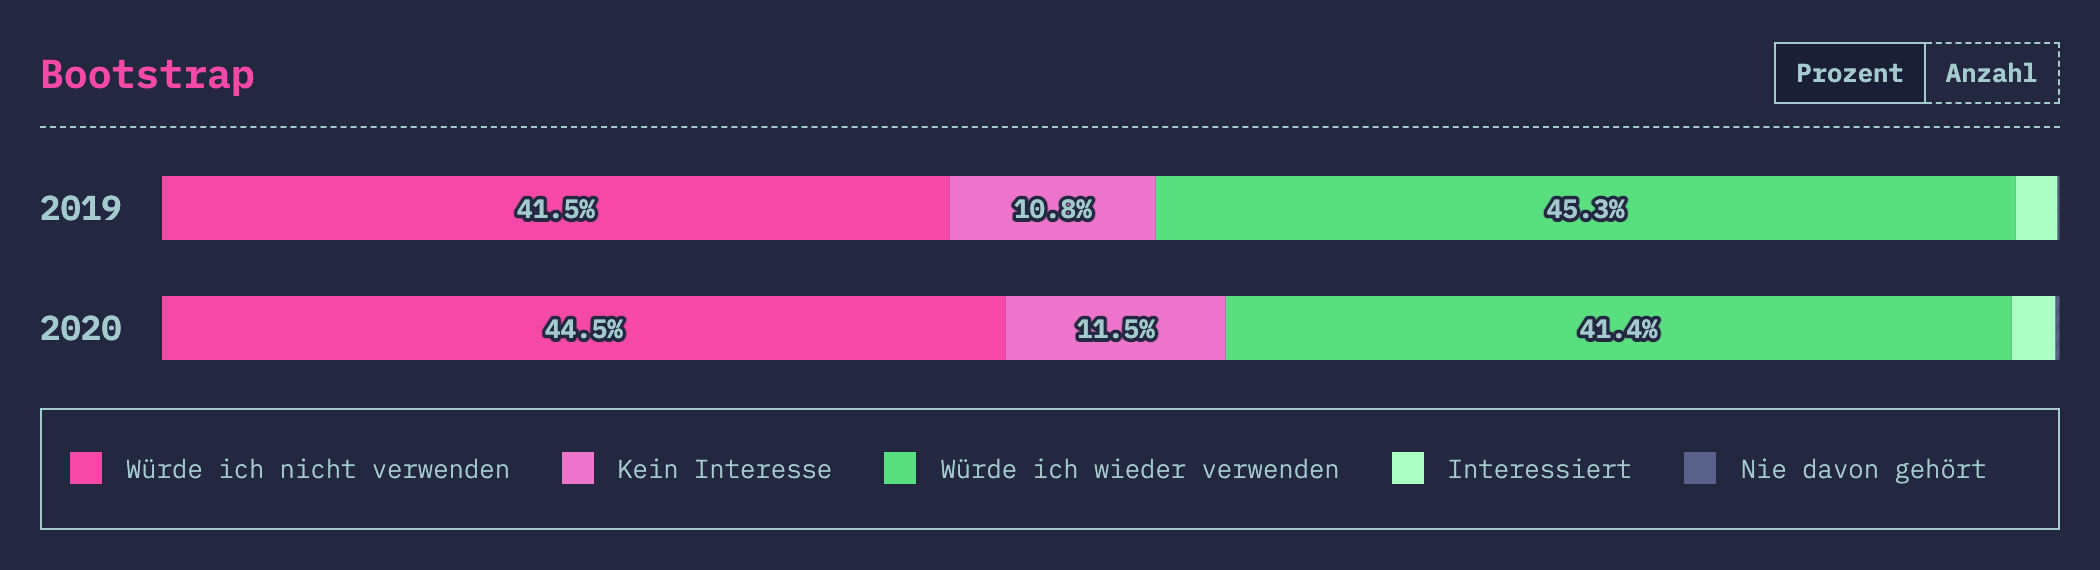 Bootstrap
Prozent Anzahl
2019 41.5% 10.8% 45.3%
2020 44.5% 11.5% 41.4%
Würde ich nicht verwenden Kein Interesse Würde ich wieder verwenden Interessiert Nie davon gehört